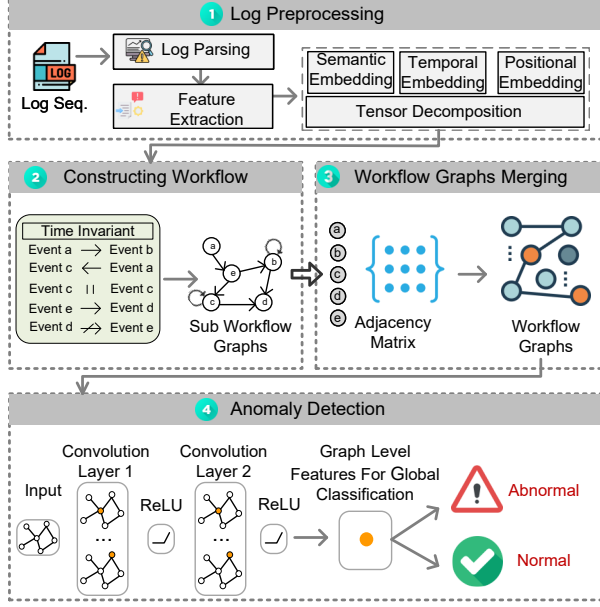 1 Log Preprocessing
LOG
Log Seq.
Log Parsing
Feature
Extraction
Semantic
Embedding
Temporal
Embedding
Positional
Embedding
Tensor Decomposition
2 Constructing Workflow
Time Invariant
Event a → Event b
Event c ← Event a
Event c || Event c
Event e → Event d
Event d ↛ Event e
a
b
e
c
d
Sub Workflow
Graphs
3 Workflow Graphs Merging
a
b
c
d
e
Adjacency
Matrix
Workflow
Graphs
4 Anomaly Detection
Input
Convolution
Layer 1
...
ReLU
Convolution
Layer 2
...
ReLU
Graph Level
Features For Global
Classification
Abnormal
Normal